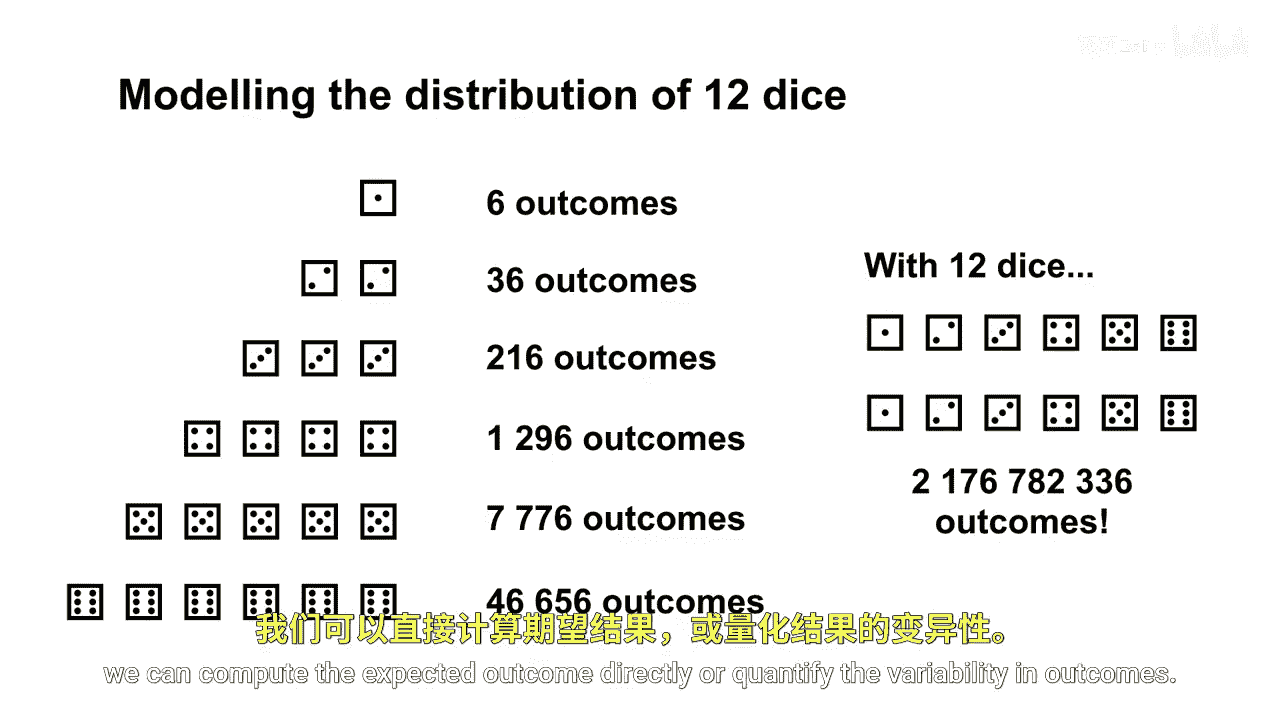 Modelling the distribution of 12 dice
6 outcomes
36 outcomes
216 outcomes
1 296 outcomes
7 776 outcomes
46 656 outcomes
With 12 dice...
2 176 782 336
outcomes!
我们可以直接计算期望结果，或量化结果的变异性。
we can compute the expected outcome directly or quantify the variability in outcomes.